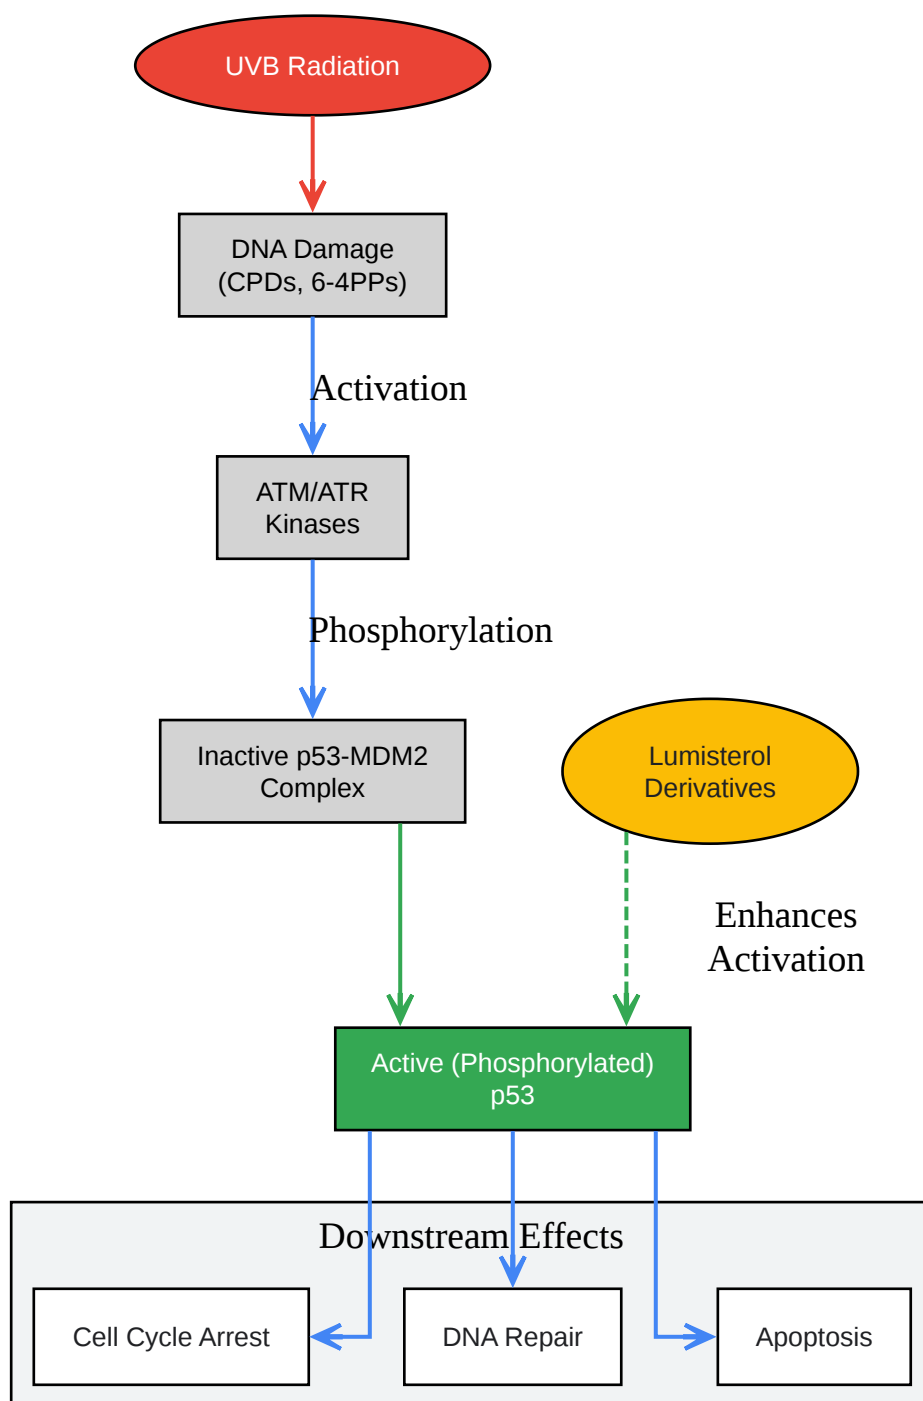 UVB Radiation
DNA Damage
(CPDs, 6-4PPs)
Activation
ATM/ATR
Kinases
Phosphorylation
Inactive p53-MDM2
Complex
Lumisterol
Derivatives
Enhances
Activation
Active (Phosphorylated)
p53
Downstream Effects
Cell Cycle Arrest
DNA Repair
Apoptosis